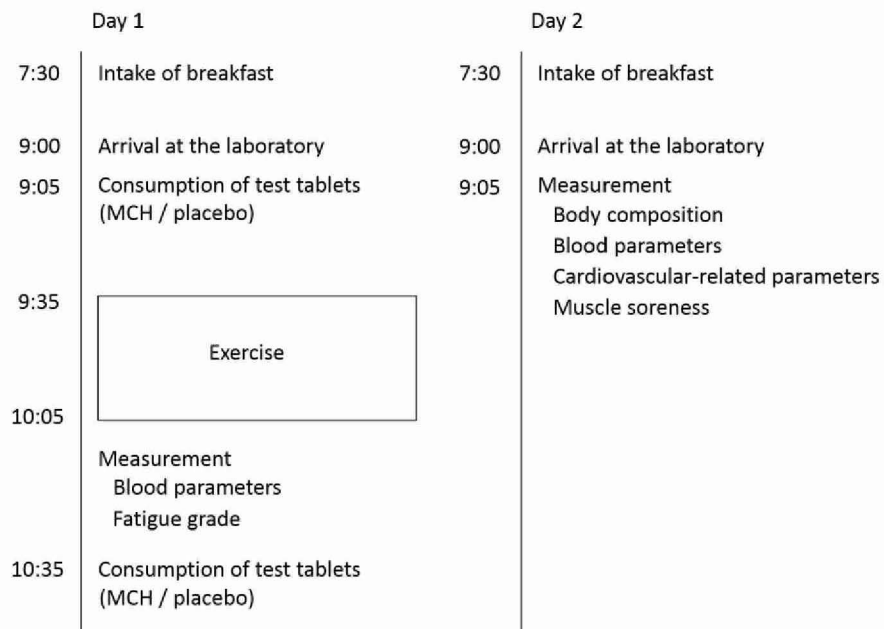 Day 1
7:30 Intake of breakfast
9:00 Arrival at the laboratory
9:05 Consumption of test tablets
(MCH / placebo)
9:35
Exercise
10:05
Measurement
Blood parameters
Fatigue grade
10:35 Consumption of test tablets
(MCH / placebo)
Day 2
7:30 Intake of breakfast
9:00 Arrival at the laboratory
9:05 Measurement
Body composition
Blood parameters
Cardiovascular-related parameters
Muscle soreness